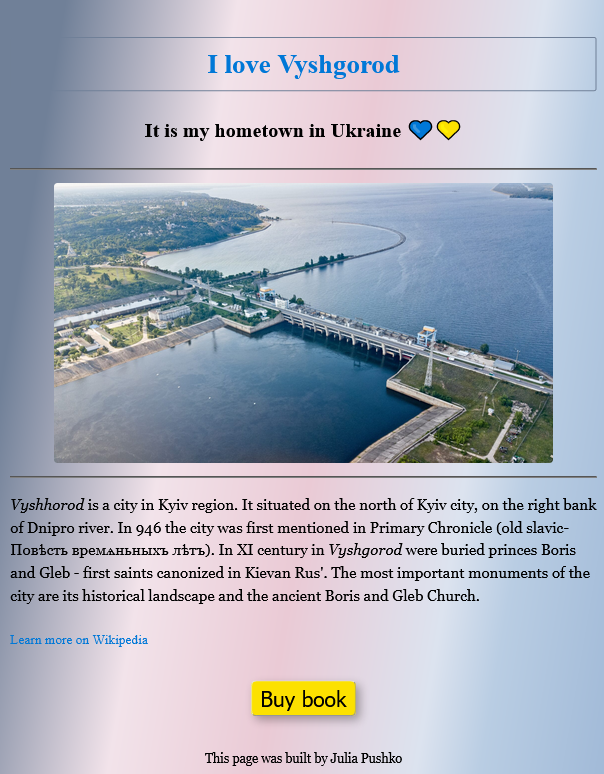 I love Vyshgorod
It is my hometown in Ukraine 💙💛
Vyshhorod is a city in Kyiv region. It situated on the north of Kyiv city, on the right bank
of Dnipro river. In 946 the city was first mentioned in Primary Chronicle (old slavic-
Повѣсть времѧньныхъ лѣтъ). In XI century in Vyshgorod were buried princes Boris
and Gleb - first saints canonized in Kievan Rus'. The most important monuments of the
city are its historical landscape and the ancient Boris and Gleb Church.
Learn more on Wikipedia
Buy book
This page was built by Julia Pushko